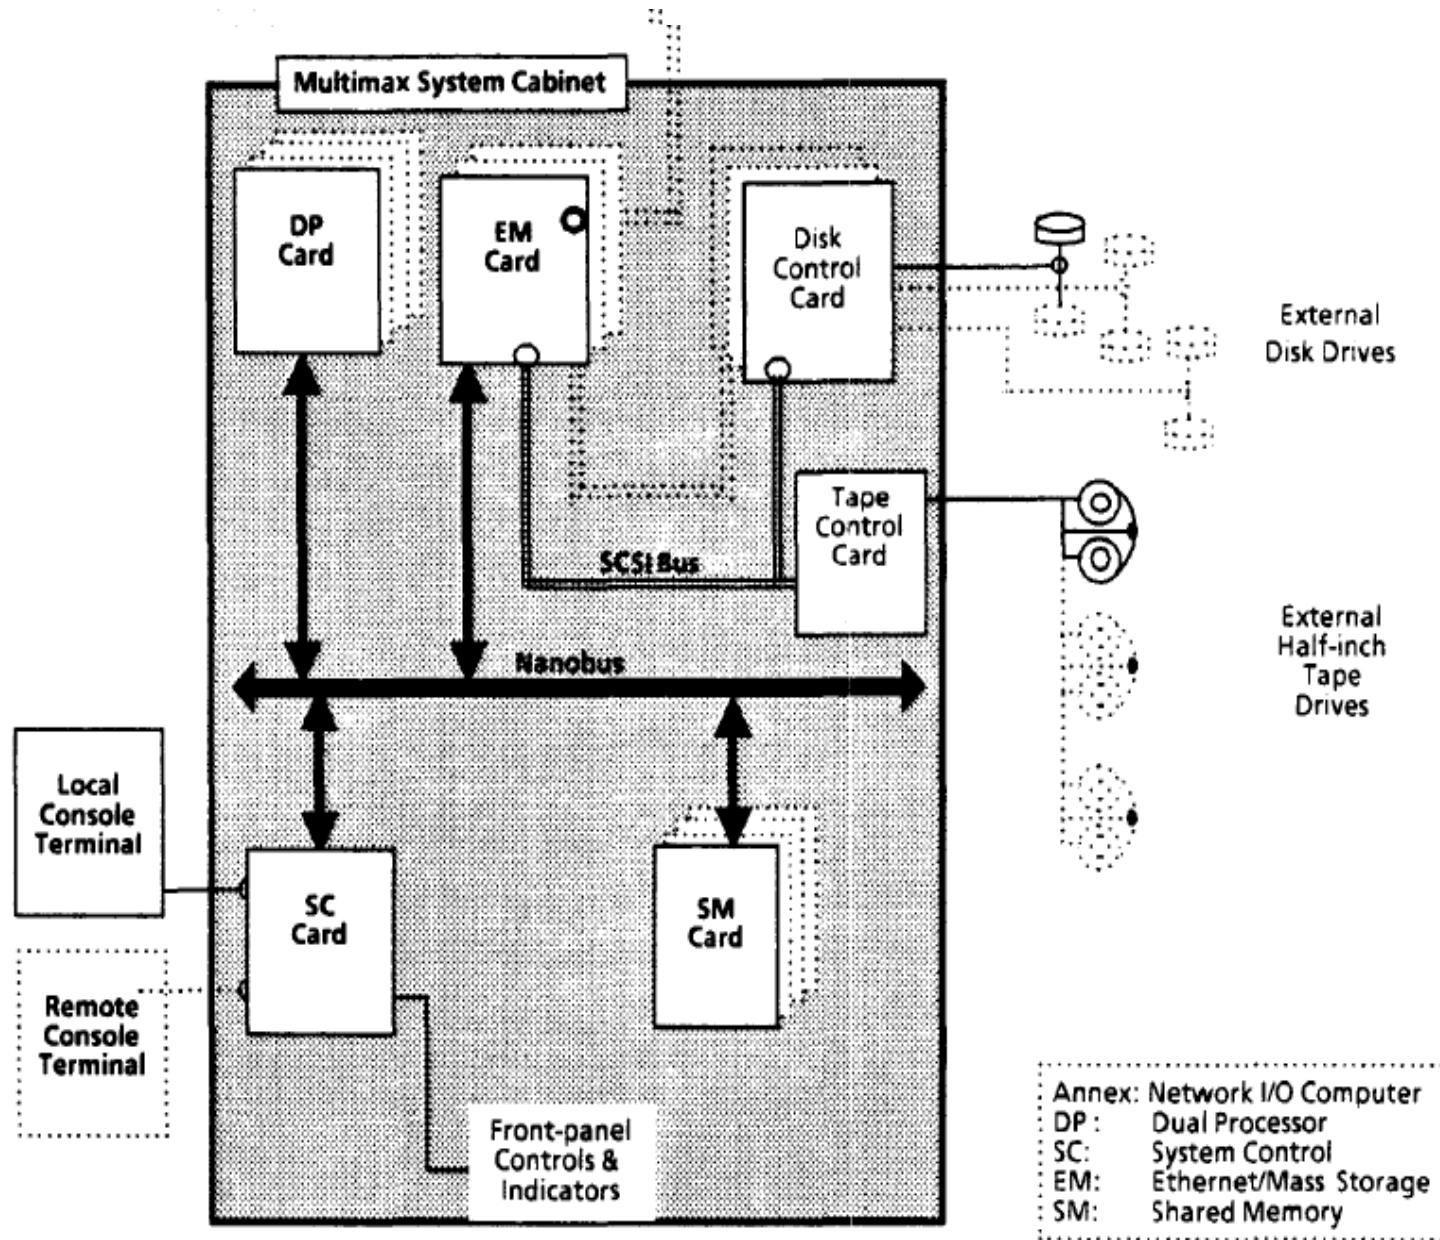 Multimax System Cabinet
DP
Card
EM
Card
Disk
Control
Card
External
Disk Drives
Tape
Control
Card
SCSI Bus
External
Half-inch
Tape
Drives
Nanobus
Local
Console
Terminal
SC
Card
SM
Card
Remote
Console
Terminal
Front-panel
Controls &
Indicators
Annex: Network I/O Computer
DP: Dual Processor
SC: System Control
EM: Ethernet/Mass Storage
SM: Shared Memory